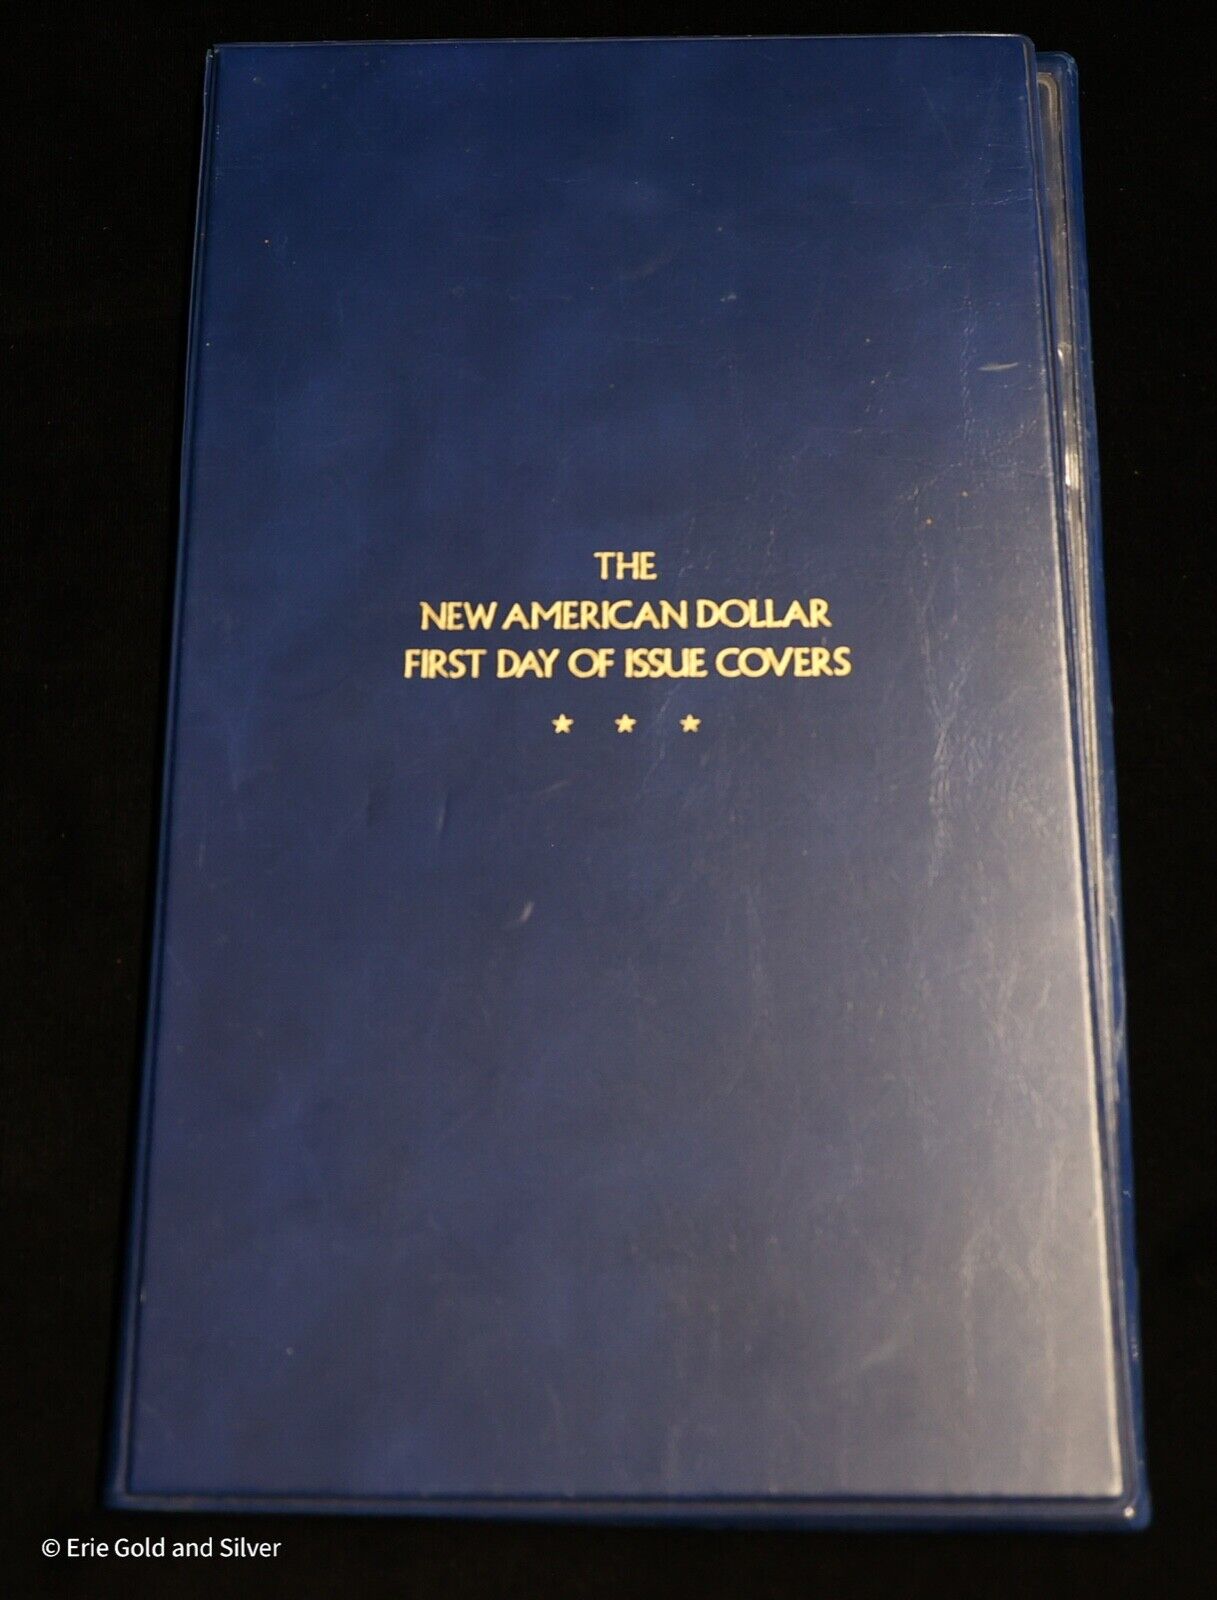 THE
NEW AMERICAN DOLLAR
FIRST DAY OF ISSUE COVERS
© Erie Gold and Silver